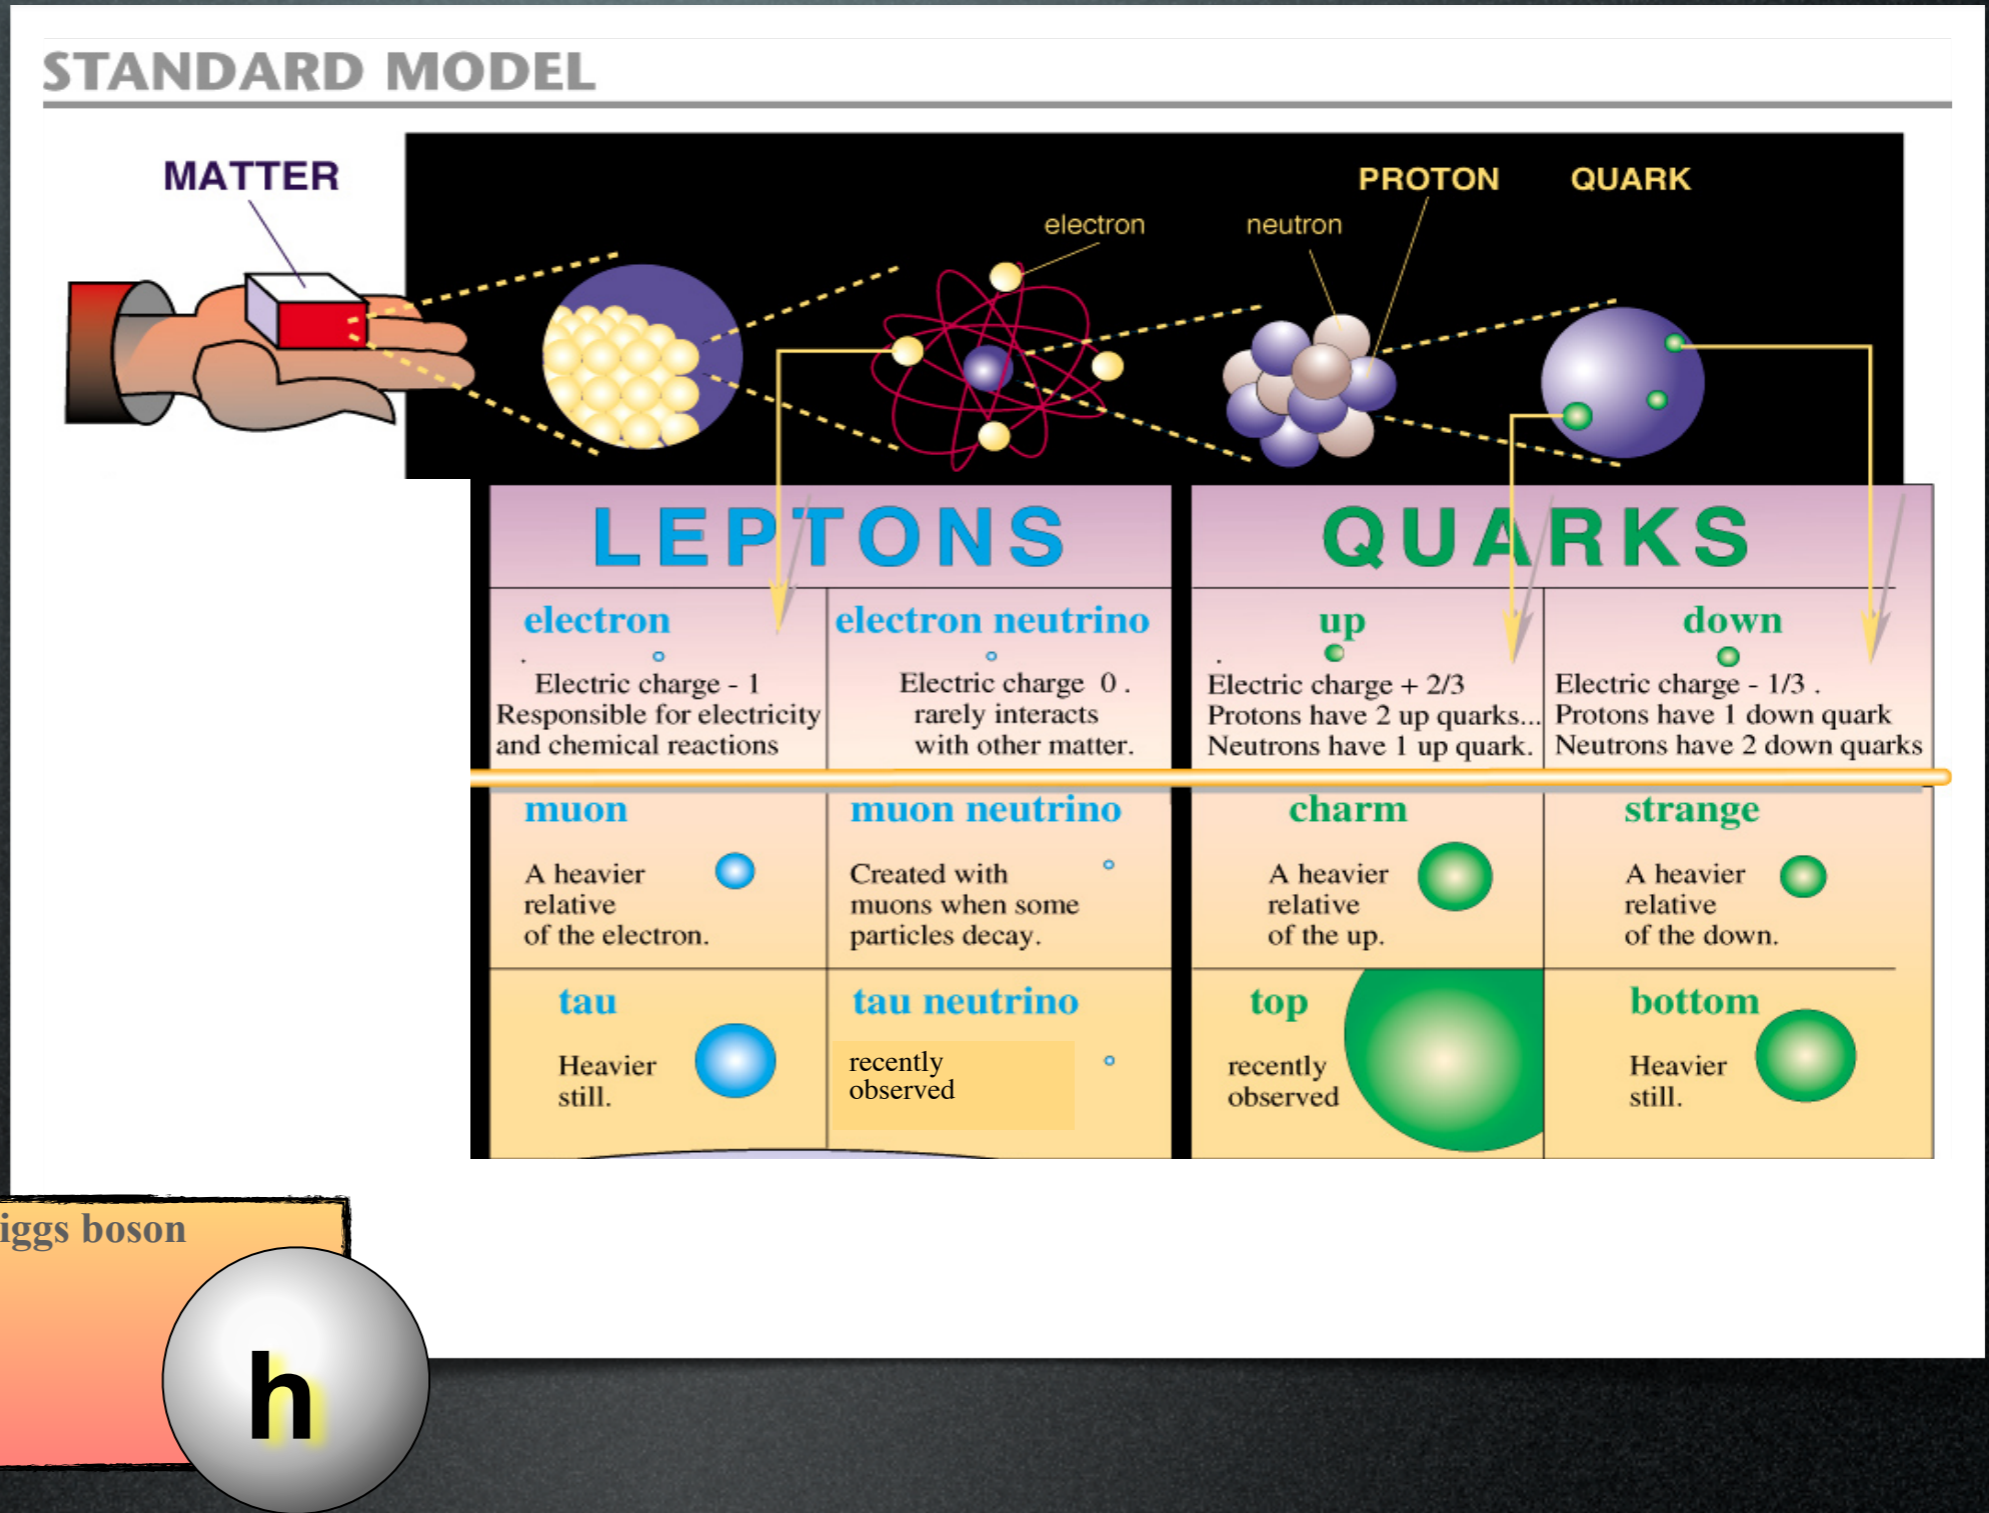 STANDARD MODEL
MATTER
PROTON
QUARK
electron
neutron
LEPTONS
QUARKS
electron
Electric charge - 1
Responsible for electricity
and chemical reactions
electron neutrino
Electric charge 0 .
rarely interacts
with other matter.
up
Electric charge + 2/3
Protons have 2 up quarks...
Neutrons have 1 up quark.
down
Electric charge - 1/3 .
Protons have 1 down quark
Neutrons have 2 down quarks
muon
A heavier
relative
of the electron.
muon neutrino
Created with
muons when some
particles decay.
charm
A heavier
relative
of the up.
strange
A heavier
relative
of the down.
tau
Heavier
still.
tau neutrino
recently
observed
top
recently
observed
bottom
Heavier
still.
iggs boson
h